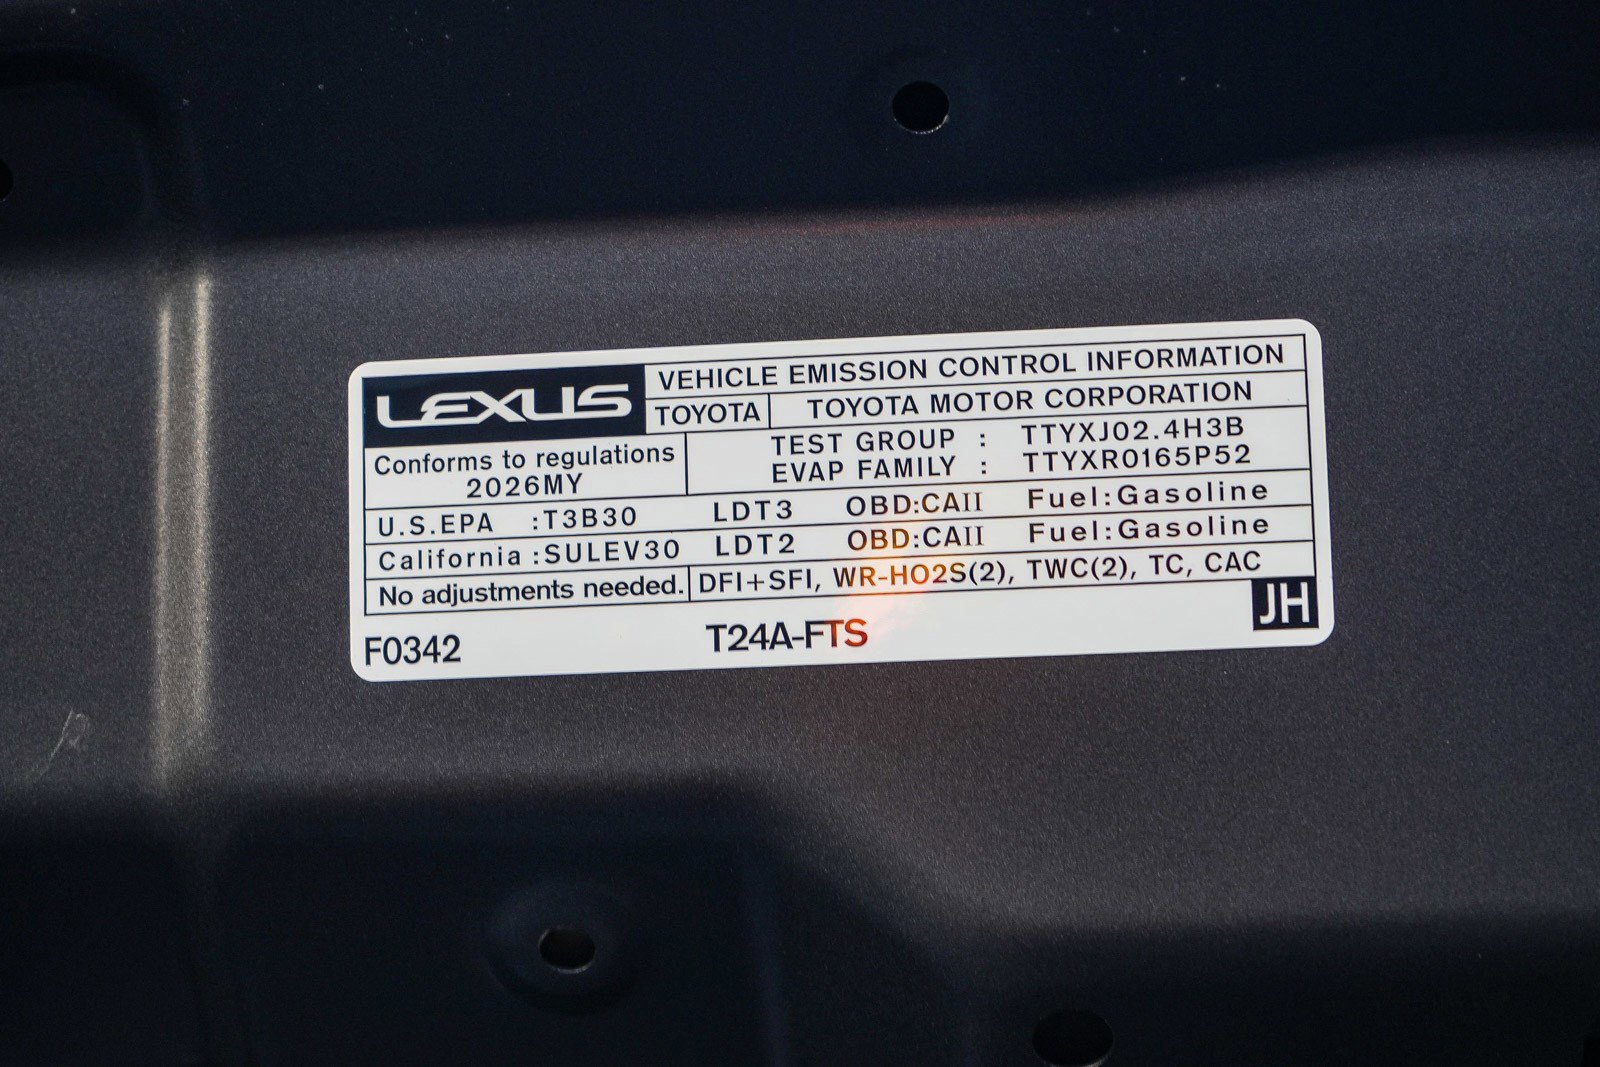 LEXUS
VEHICLE EMISSION CONTROL INFORMATION
TOYOTA TOYOTA MOTOR CORPORATION
Conforms to regulations
2026MY
TEST GROUP : TTYXJ02.4H3B
EVAP FAMILY : TTYXR0165P52
U.S.EPA :T3B30 LDT3 OBD:CAII Fuel:Gasoline
California :SULEV30 LDT2 OBD:CAII Fuel:Gasoline
No adjustments needed. DFI+SFI, WR-HO2S(2), TWC(2), TC, CAC
F0342 T24A-FTS JH